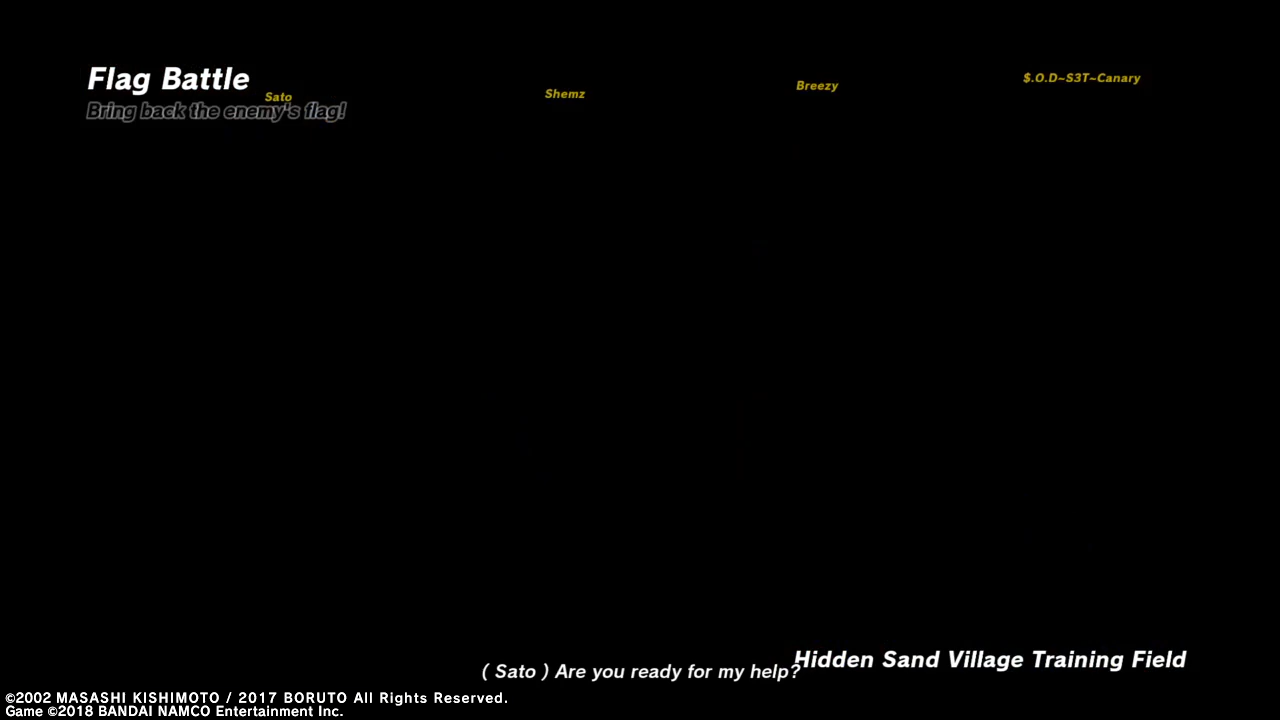 Flag Battle
Sato
Bring back the enemy's flag!
Shemz
Breezy
$.O.D~S3T~Canary
Hidden Sand Village Training Field
( Sato ) Are you ready for my help?
©2002 MASASHI KISHIMOTO / 2017 BORUTO All Rights Reserved.
Game ©2018 BANDAI NAMCO Entertainment Inc.